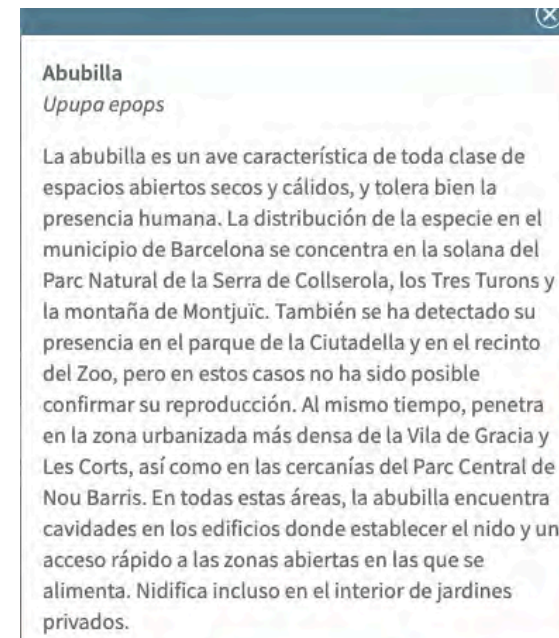 Abubilla
Upupa epops
La abubilla es un ave característica de toda clase de
espacios abiertos secos y cálidos, y tolera bien la
presencia humana. La distribución de la especie en el
municipio de Barcelona se concentra en la solana del
Parc Natural de la Serra de Collserola, los Tres Turons y
la montaña de Montjuïc. También se ha detectado su
presencia en el parque de la Ciutadella y en el recinto
del Zoo, pero en estos casos no ha sido posible
confirmar su reproducción. Al mismo tiempo, penetra
en la zona urbanizada más densa de la Vila de Gracia y
Les Corts, así como en las cercanías del Parc Central de
Nou Barris. En todas estas áreas, la abubilla encuentra
cavidades en los edificios donde establecer el nido y un
acceso rápido a las zonas abiertas en las que se
alimenta. Nidifica incluso en el interior de jardines
privados.